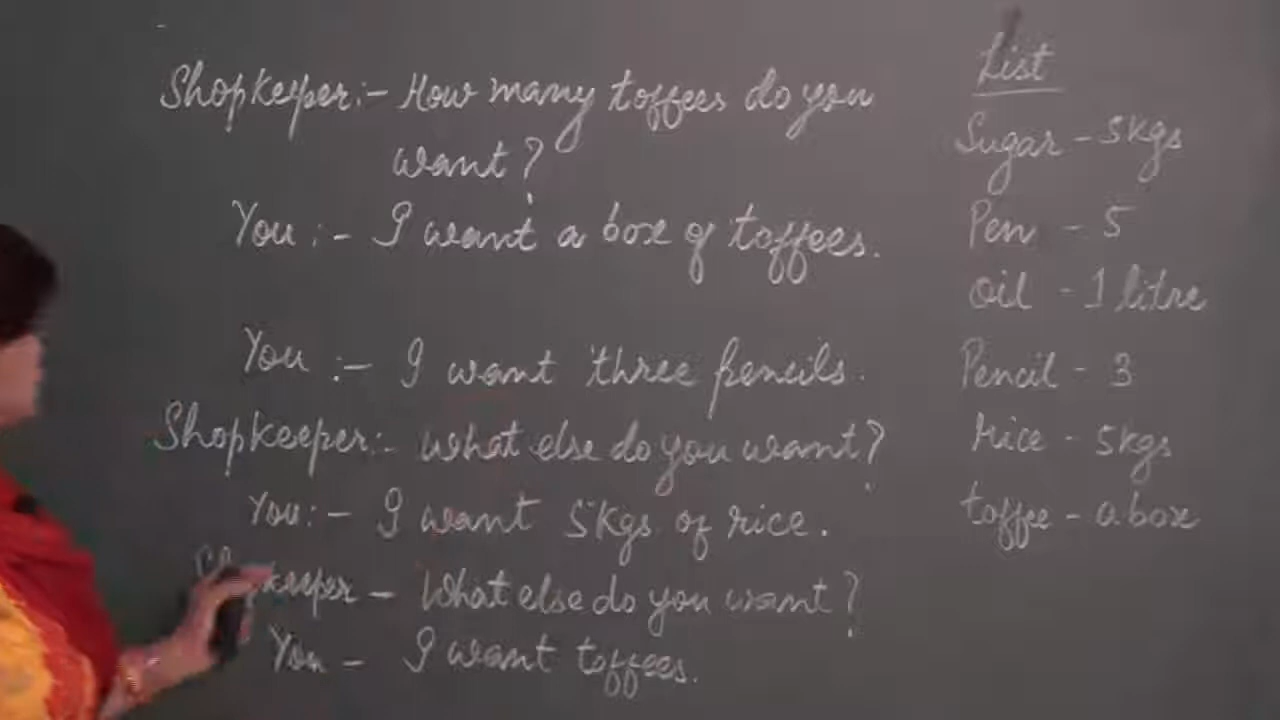 Shopkeeper:- How many toffees do you
want?
You :- I want a box of toffees.
You :- I want three pencils.
Shopkeeper:- What else do you want?
You:- I want 5kgs of rice.
Shopkeeper - What else do you want?
You - I want toffees.
List
Sugar - 5kgs
Pen - 5
oil - 1 litre
Pencil - 3
rice - 5kgs
toffee - a box